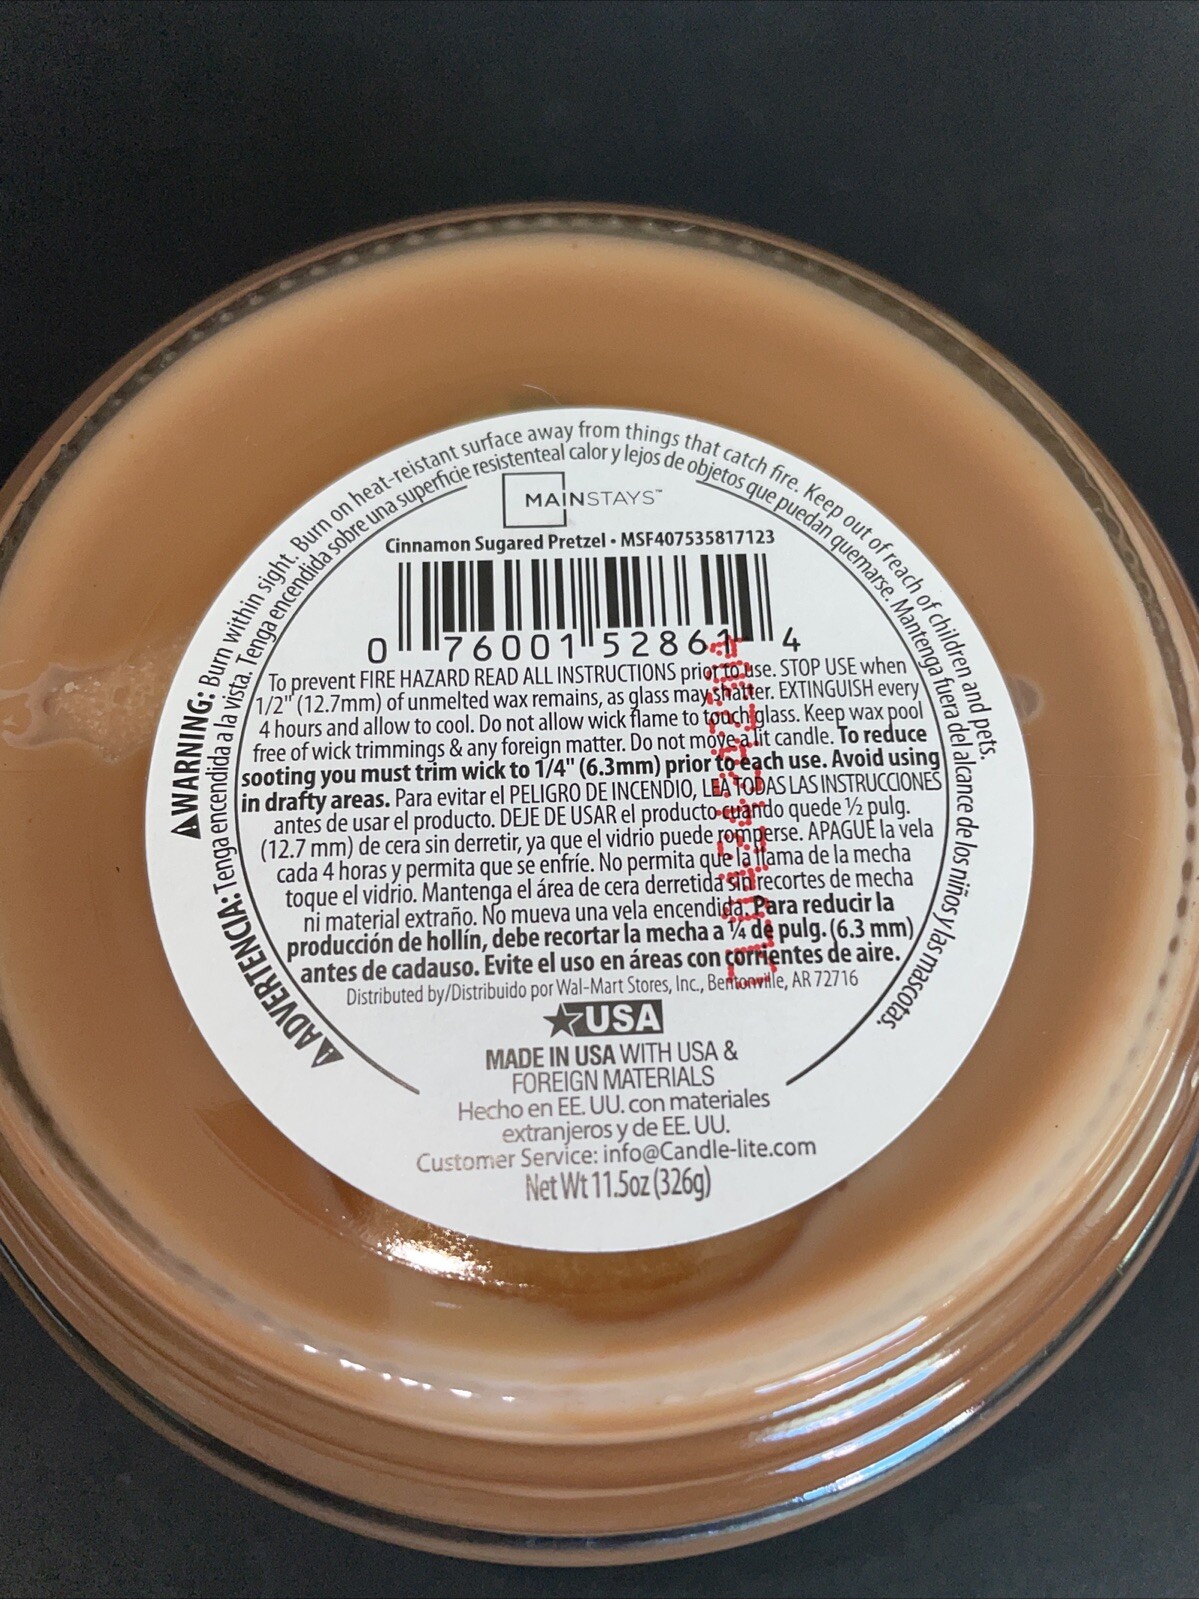 ⚠WARNING: Burn within sight. Burn on heat-reistant surface away from things that catch fire. Keep out of reach of children and pets.
⚠ADVERTENCIA: Tenga encendida a la vista. Tenga encendida sobre una superficie resistenteal calor y lejos de objetos que puedan quemarse. Mantenga fuera del alcance de los niños y las mascotas.
MAINSTAYS™
Cinnamon Sugared Pretzel • MSF407535817123
0 76001 52861 4
To prevent FIRE HAZARD READ ALL INSTRUCTIONS prior to use. STOP USE when
1/2" (12.7mm) of unmelted wax remains, as glass may shatter. EXTINGUISH every
4 hours and allow to cool. Do not allow wick flame to touch glass. Keep wax pool
free of wick trimmings & any foreign matter. Do not move a lit candle. To reduce
sooting you must trim wick to 1/4" (6.3mm) prior to each use. Avoid using
in drafty areas. Para evitar el PELIGRO DE INCENDIO, LEA TODAS LAS INSTRUCCIONES
antes de usar el producto. DEJE DE USAR el producto cuando quede ½ pulg.
(12.7 mm) de cera sin derretir, ya que el vidrio puede romperse. APAGUE la vela
cada 4 horas y permita que se enfríe. No permita que la llama de la mecha
toque el vidrio. Mantenga el área de cera derretida sin recortes de mecha
ni material extraño. No mueva una vela encendida. Para reducir la
producción de hollín, debe recortar la mecha a ¼ de pulg. (6.3 mm)
antes de cadauso. Evite el uso en áreas con corrientes de aire.
Distributed by/Distribuido por Wal-Mart Stores, Inc., Bentonville, AR 72716
USA
MADE IN USA WITH USA &
FOREIGN MATERIALS
Hecho en EE. UU. con materiales
extranjeros y de EE. UU.
Customer Service: info@Candle-lite.com
Net Wt 11.5oz (326g)